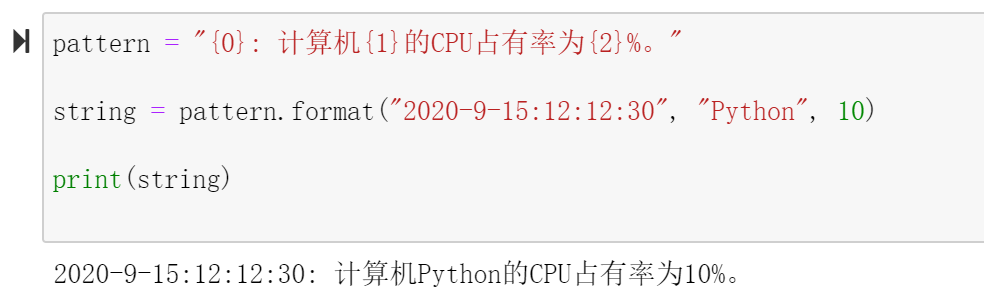 pattern = "{0}: 计算机{1}的CPU占有率为{2}%。"
string = pattern.format("2020-9-15:12:12:30", "Python", 10)
print(string)
2020-9-15:12:12:30: 计算机Python的CPU占有率为10%。